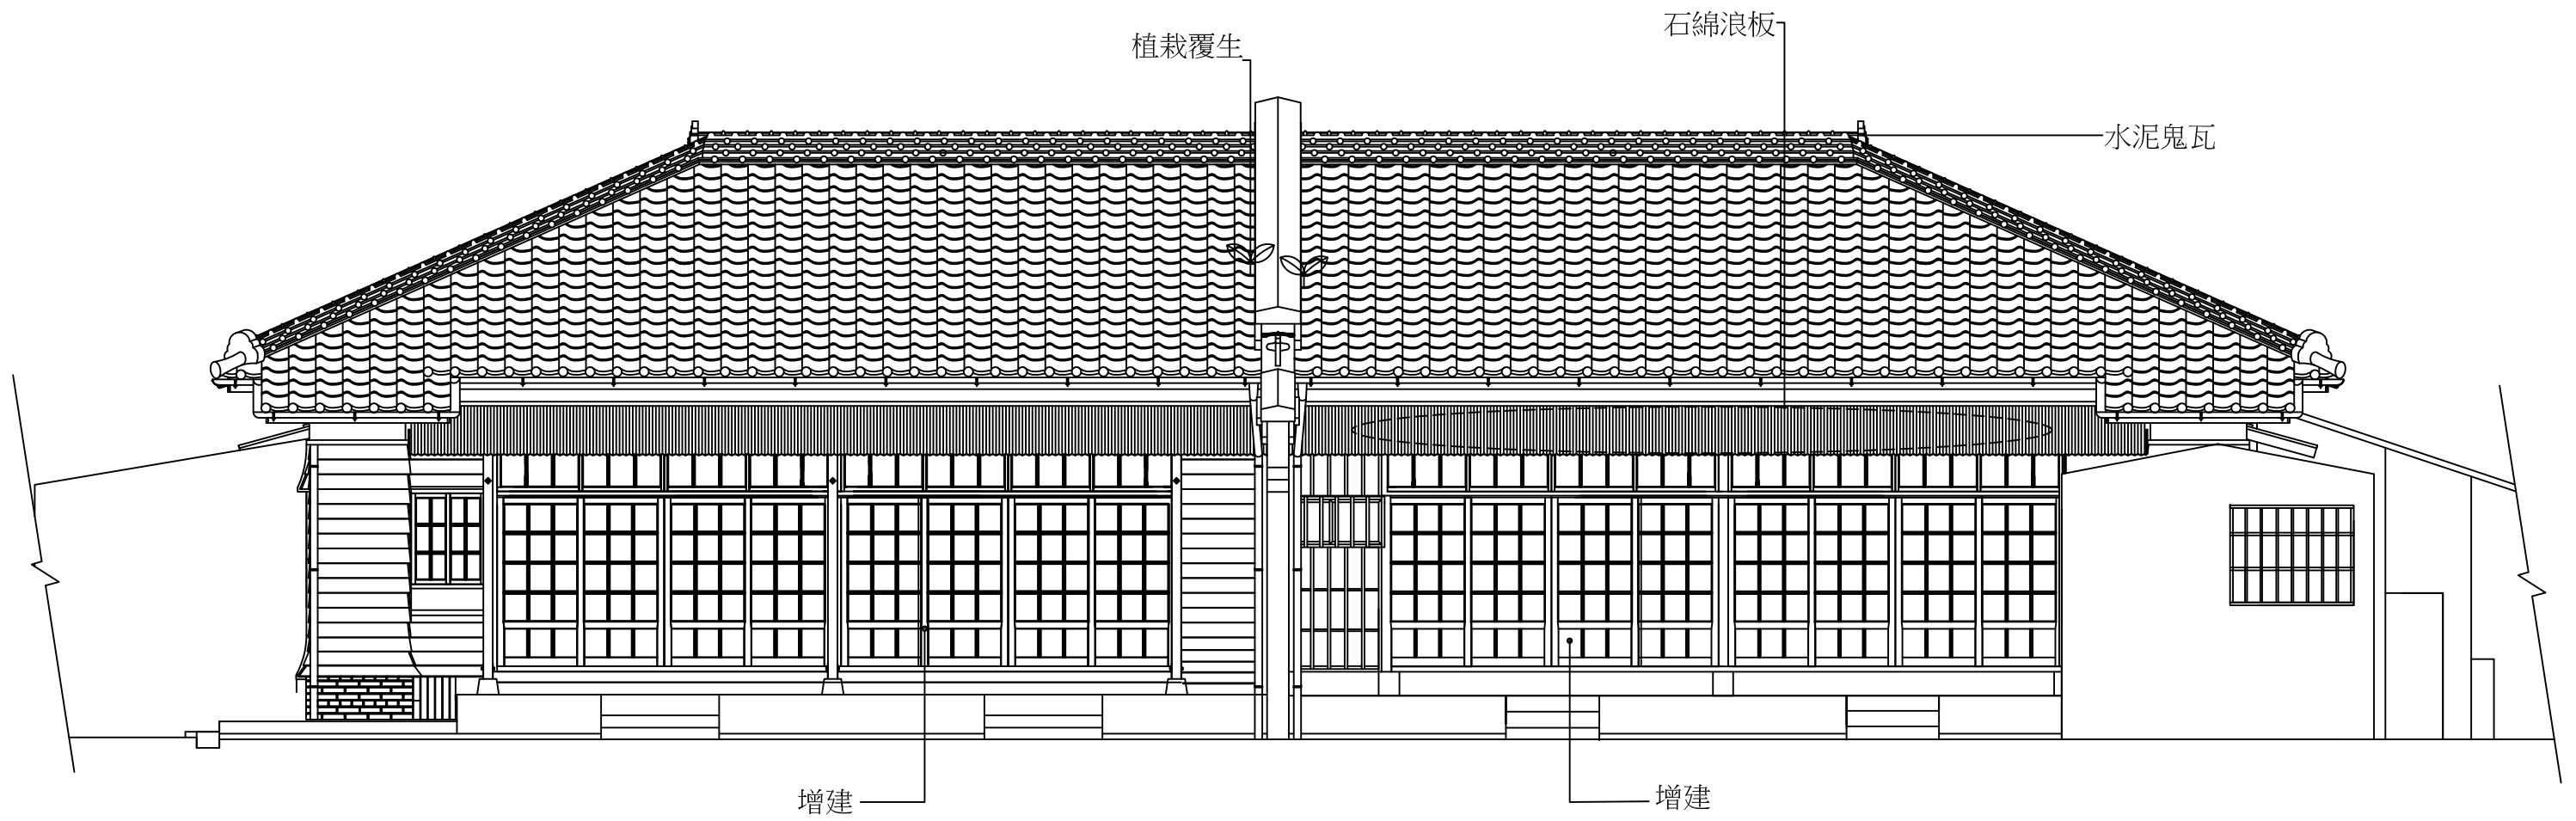 石綿浪板
植栽覆生
水泥鬼瓦
增建
增建